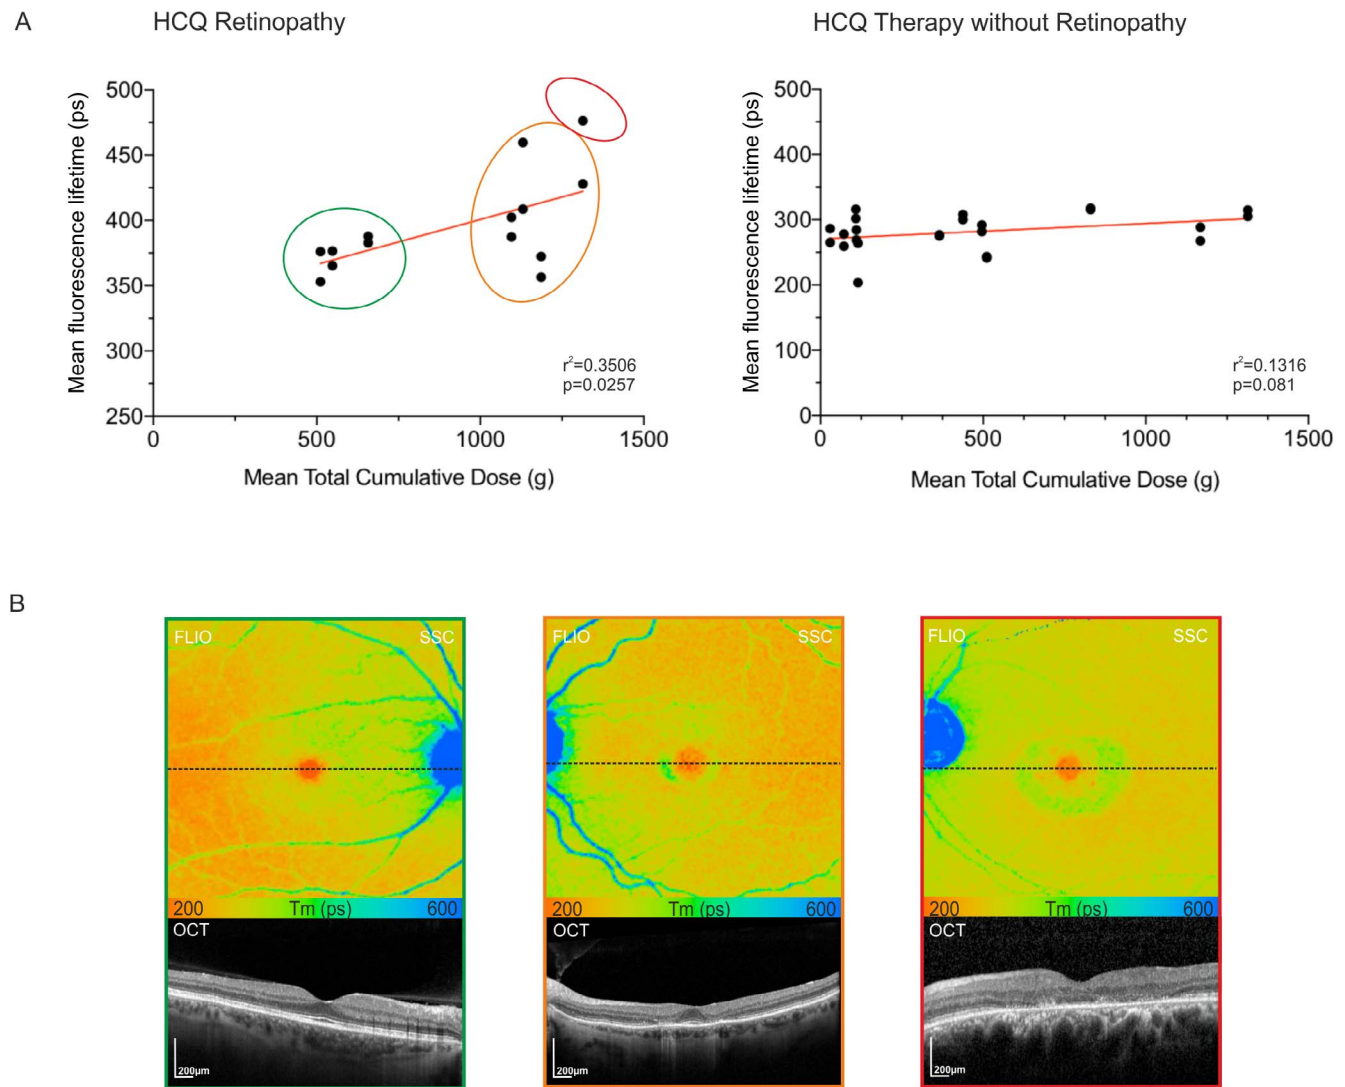 A
HCQ Retinopathy
HCQ Therapy without Retinopathy
Mean fluorescence lifetime (ps)
500
450
400
350
300
250
0
500
1000
1500
Mean Total Cumulative Dose (g)
r²=0.3506
p=0.0257
Mean fluorescence lifetime (ps)
500
400
300
200
100
0
0
500
1000
1500
Mean Total Cumulative Dose (g)
r²=0.1316
p=0.081
B
FLIO SSC
200 Tm (ps) 600
OCT
200µm
FLIO SSC
200 Tm (ps) 600
OCT
200µm
FLIO SSC
200 Tm (ps) 600
OCT
200µm